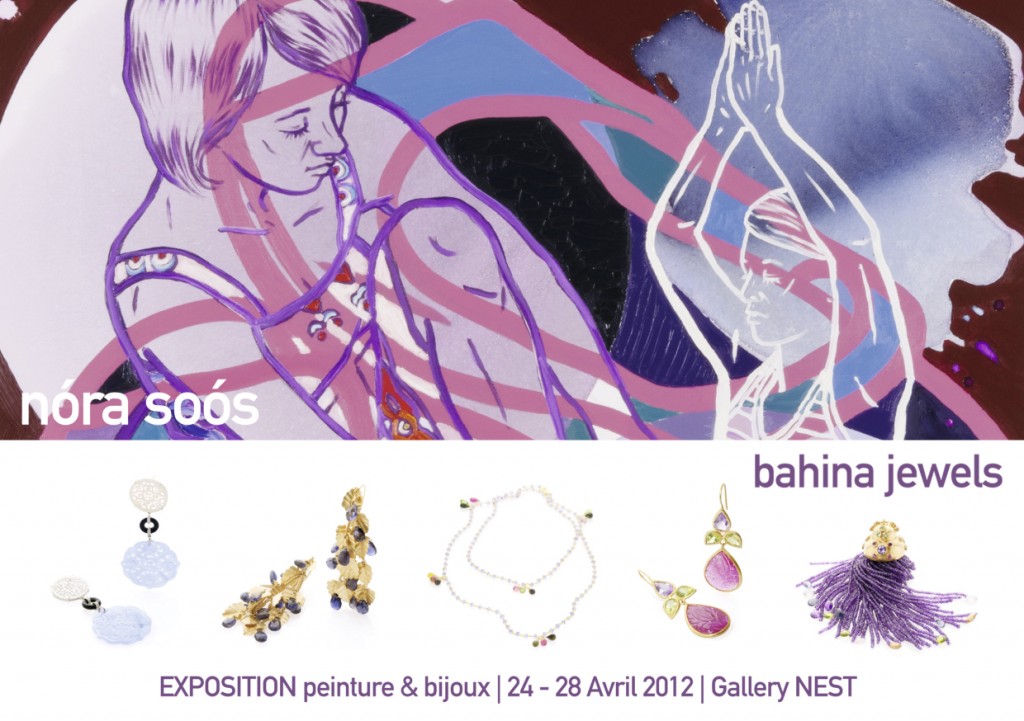 nóra soós
bahina jewels
EXPOSITION peinture & bijoux | 24 - 28 Avril 2012 | Gallery NEST